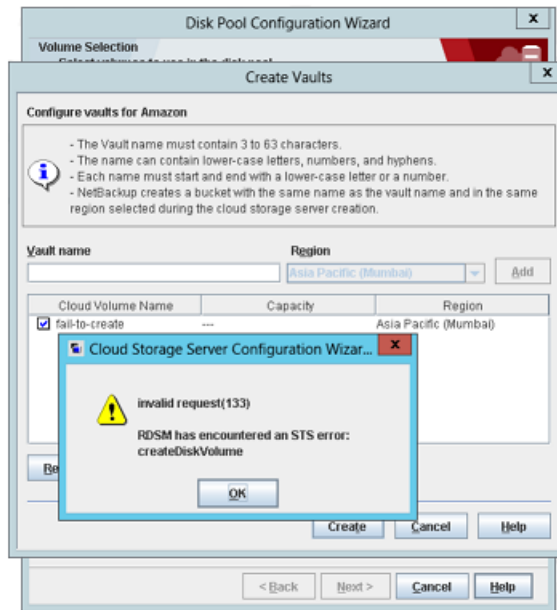 Disk Pool Configuration Wizard
x
Volume Selection
Create Vaults
x
Configure vaults for Amazon
- The Vault name must contain 3 to 63 characters.
- The name can contain lower-case letters, numbers, and hyphens.
- Each name must start and end with a lower-case letter or a number.
- NetBackup creates a bucket with the same name as the vault name and in the same
region selected during the cloud storage server creation.
Vault name Region
Asia Pacific (Mumbai) Add
Cloud Volume Name Capacity Region
fail-to-create --- Asia Pacific (Mumbai)
Cloud Storage Server Configuration Wizar... x
invalid request(133)
RDSM has encountered an STS error:
createDiskVolume
OK
Create Cancel Help
< Back Next > Cancel Help